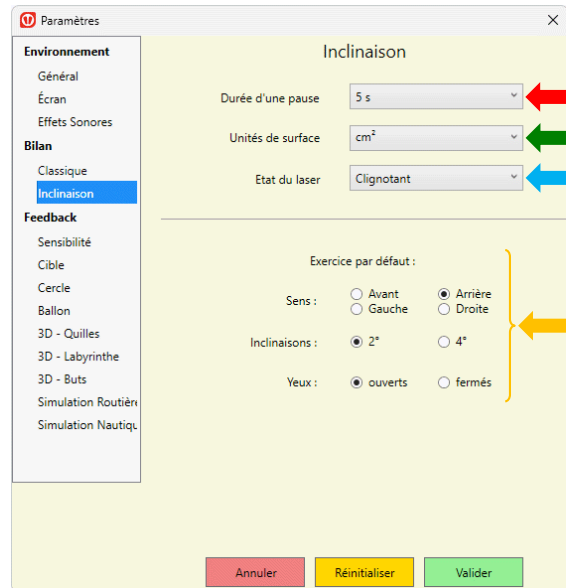 Paramètres
Environnement
Général
Écran
Effets Sonores
Bilan
Classique
Inclinaison
Feedback
Sensibilité
Cible
Cercle
Ballon
3D - Quilles
3D - Labyrinthe
3D - Buts
Simulation Routièr
Simulation Nautiqu
Inclinaison
Durée d'une pause 5 s
Unités de surface cm²
Etat du laser Clignotant
Exercice par défaut :
Sens : Avant Arrière
Gauche Droite
Inclinaisons : 2° 4°
Yeux : ouverts fermés
Annuler Réinitialiser Valider